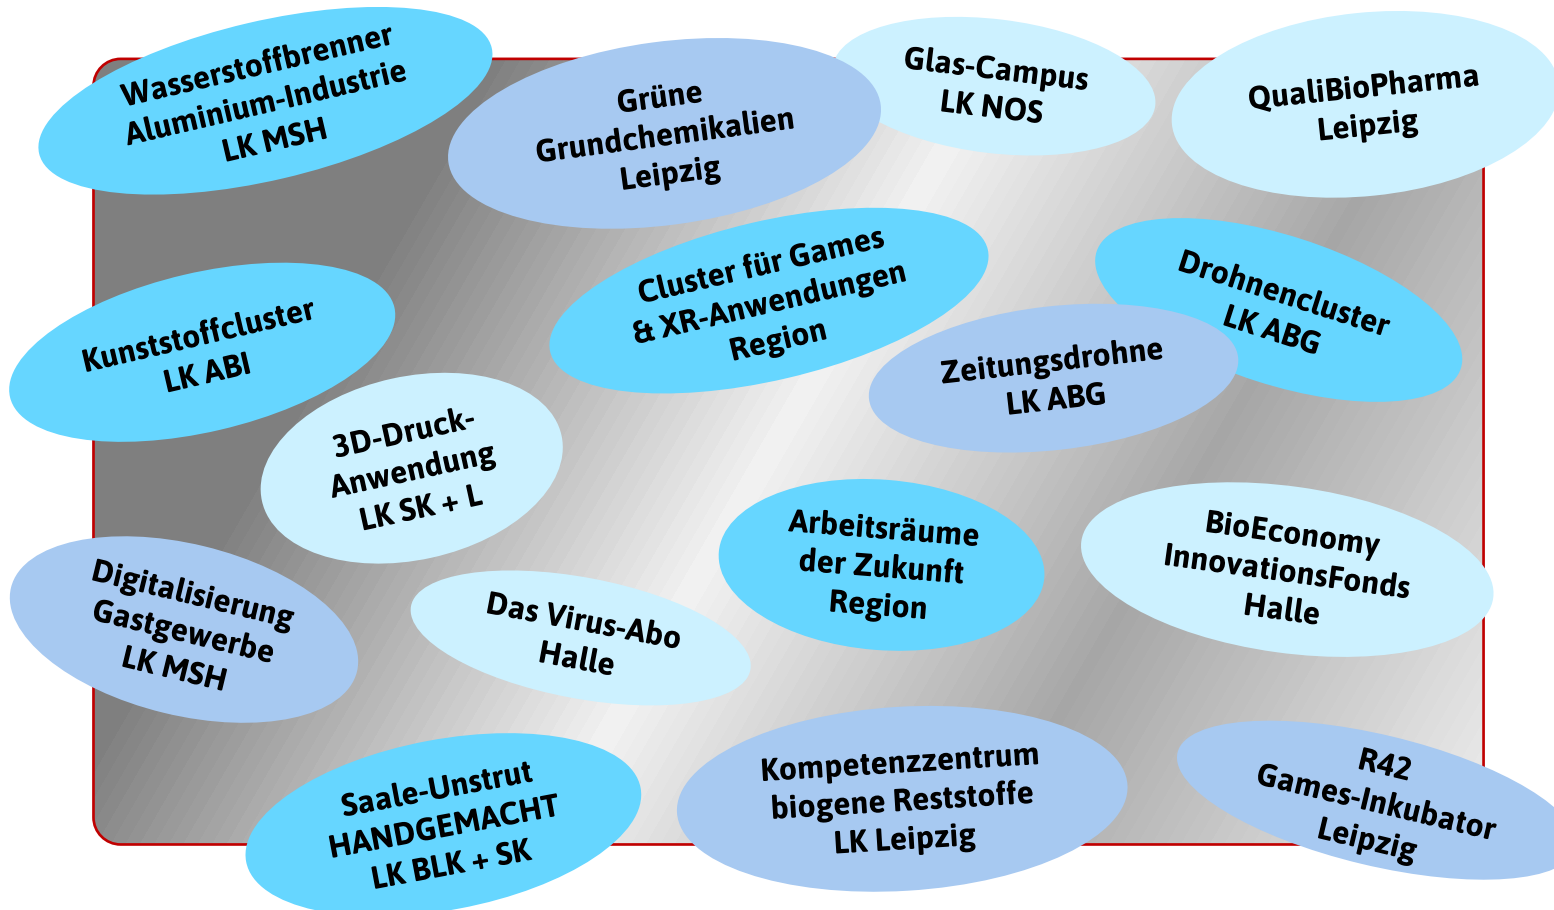 Wasserstoffbrenner
Aluminium-Industrie
LK MSH
Grüne
Grundchemikalien
Leipzig
Glas-Campus
LK NOS
QualiBioPharma
Leipzig
Kunststoffcluster
LK ABI
Cluster für Games
& XR-Anwendungen
Region
Drohnencluster
LK ABG
Zeitungsdrohne
LK ABG
3D-Druck-
Anwendung
LK SK + L
Arbeitsräume
der Zukunft
Region
BioEconomy
InnovationsFonds
Halle
Digitalisierung
Gastgewerbe
LK MSH
Das Virus-Abo
Halle
Saale-Unstrut
HANDGEMACHT
LK BLK + SK
Kompetenzzentrum
biogene Reststoffe
LK Leipzig
R42
Games-Inkubator
Leipzig